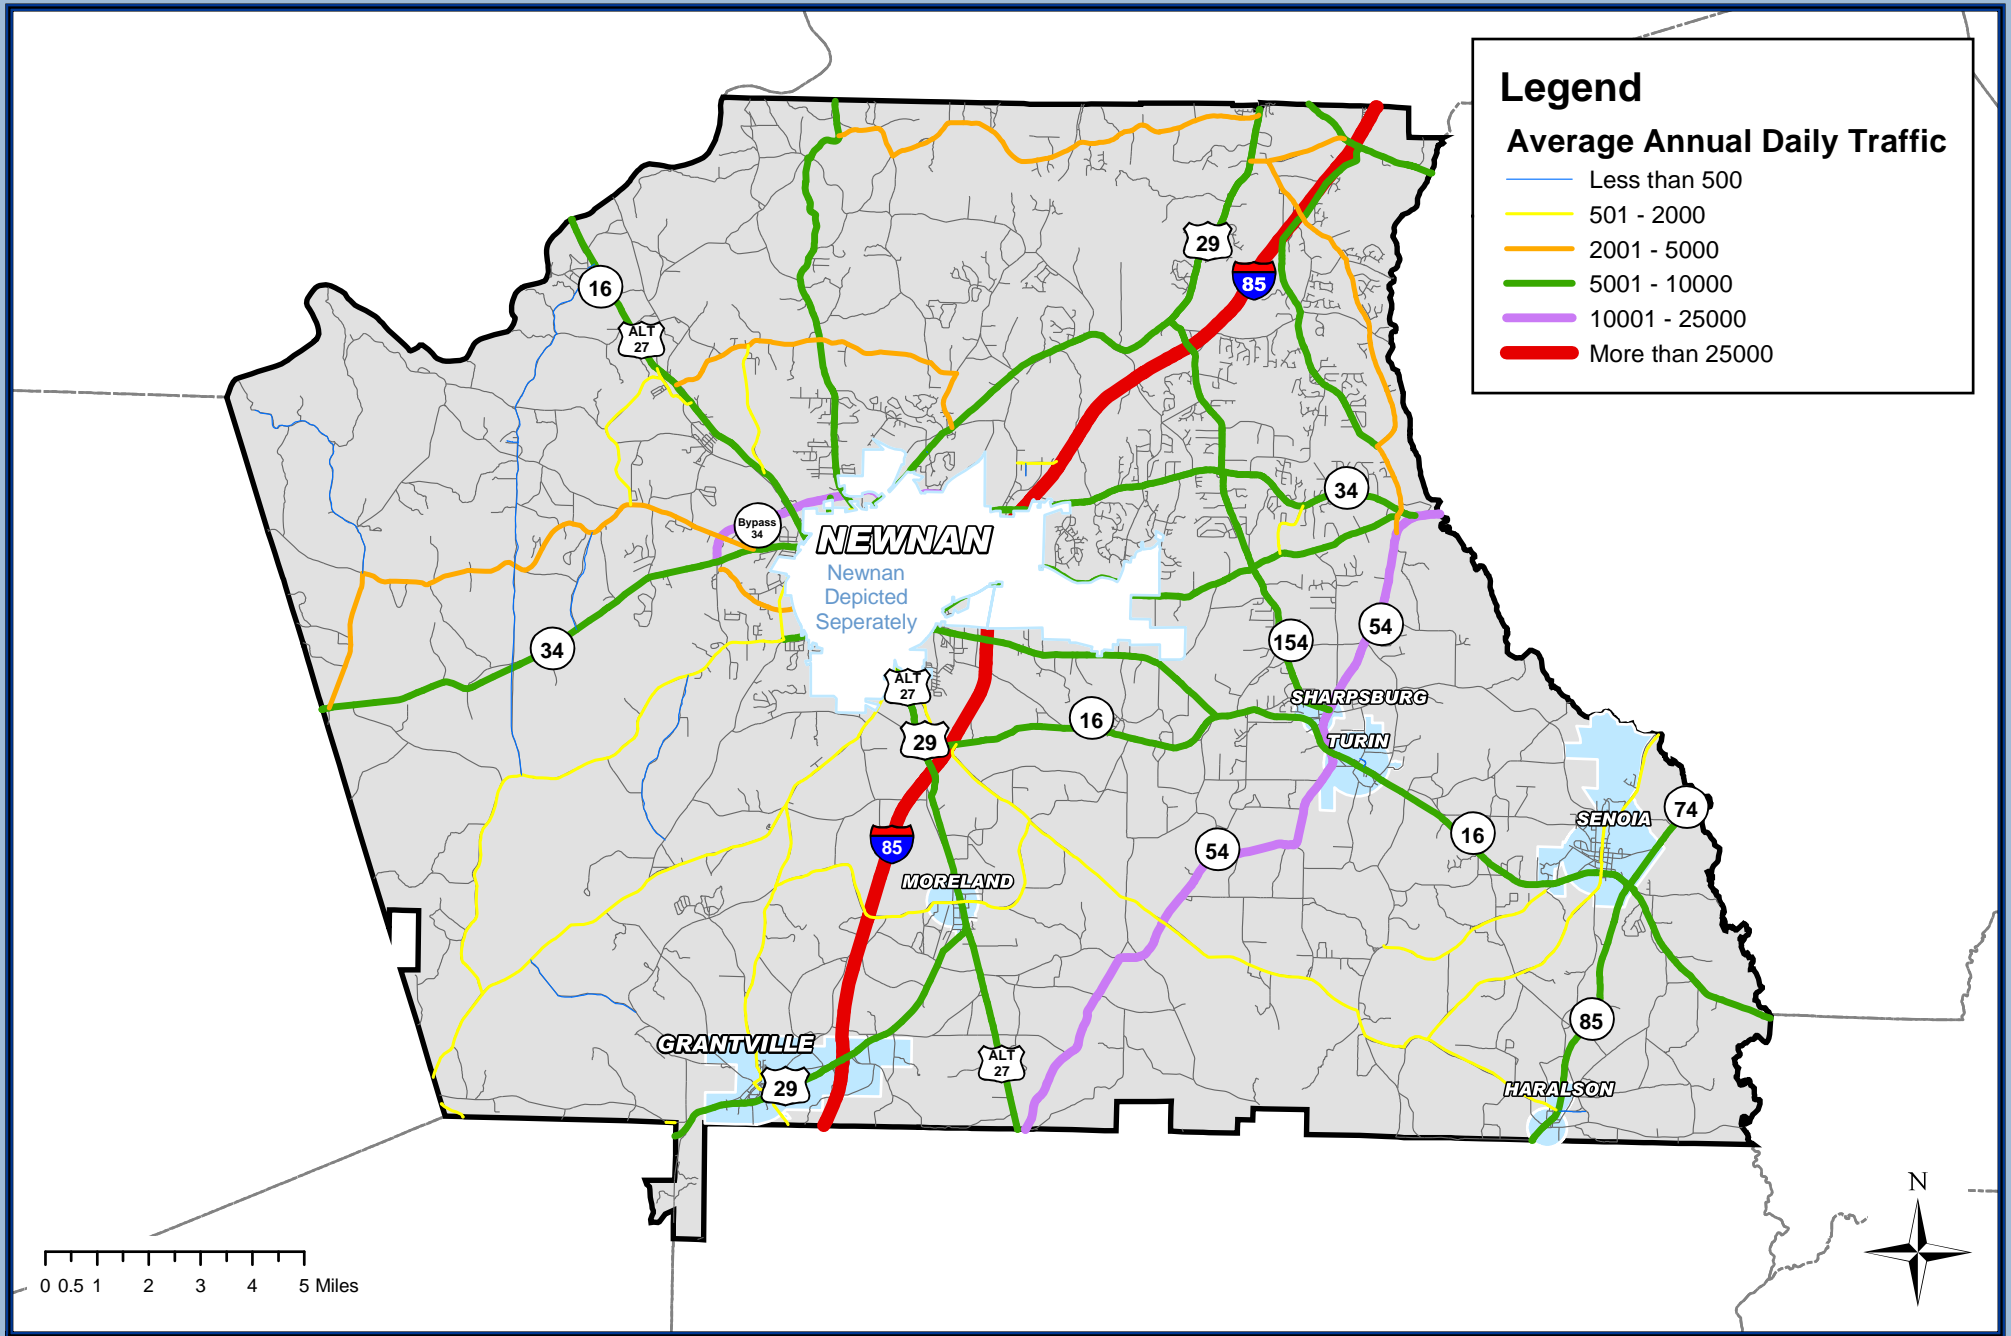 Legend
Average Annual Daily Traffic
Less than 500
501 - 2000
2001 - 5000
5001 - 10000
10001 - 25000
More than 25000
29
85
16
ALT
27
34
Bypass
34
NEWNAN
Newnan
Depicted
Seperately
34
154
54
ALT
27
SHARPSBURG
29
16
TURIN
74
SENOIA
16
85
54
MORELAND
85
GRANTVILLE
ALT
27
29
HARALSON
N
0 0.5 1 2 3 4 5 Miles